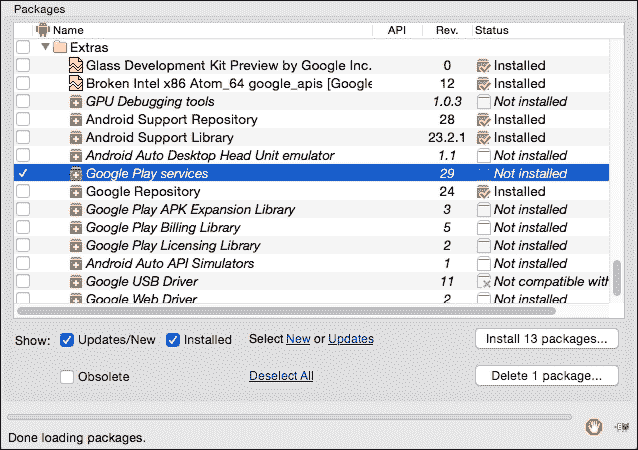 Packages
Name API Rev. Status
Extras
Glass Development Kit Preview by Google Inc. 0 Installed
Broken Intel x86 Atom_64 google_apis [Google 12 Installed
GPU Debugging tools 1.0.3 Not installed
Android Support Repository 28 Installed
Android Support Library 23.2.1 Installed
Android Auto Desktop Head Unit emulator 1.1 Not installed
Google Play services 29 Not installed
Google Repository 24 Installed
Google Play APK Expansion Library 3 Not installed
Google Play Billing Library 5 Not installed
Google Play Licensing Library 2 Not installed
Android Auto API Simulators 1 Not installed
Google USB Driver 11 Not compatible with
Google Web Driver 2 Not installed
Show: Updates/New Installed Select New or Updates Install 13 packages...
Obsolete Deselect All Delete 1 package...
Done loading packages.